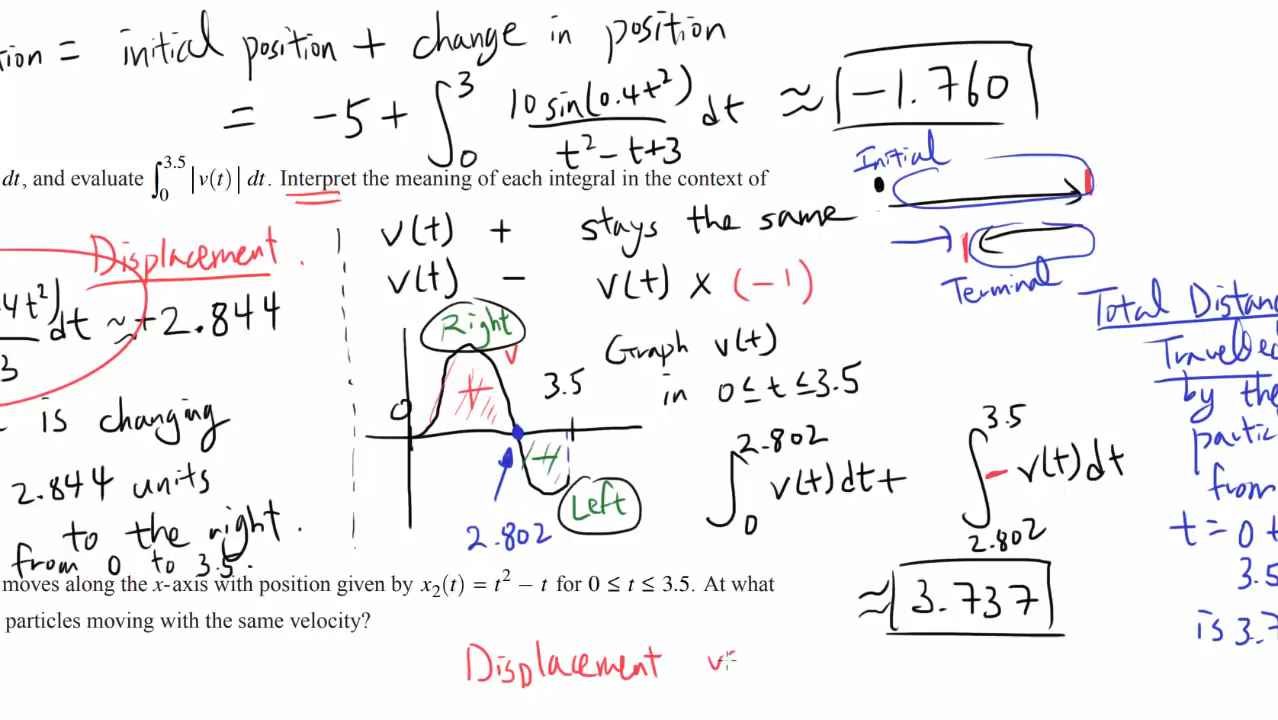 tion = initial position + change in position
= -5 + ∫₀³ 10 sin(0.4t²) / t² - t + 3 dt ≈ -1.760
dt, and evaluate ∫₀^3.5 |v(t)| dt. Interpret the meaning of each integral in the context of
Displacement.
4t²) dt ≈ +2.844
3
is changing
2.844 units
to the right.
from 0 to 3.5.
v(t) + stays the same
v(t) - v(t) × (-1)
Right
v
+
0
3.5
+
Left
2.802
Graph v(t)
in 0 ≤ t ≤ 3.5
∫₀^2.802 v(t) dt + ∫_2.802^3.5 -v(t) dt
≈ 3.737
Initial
Terminal
Total Distan
Travelled
by the
partic
from
t = 0 t
3.5
is 3.7
moves along the x-axis with position given by x₂(t) = t² − t for 0 ≤ t ≤ 3.5. At what
particles moving with the same velocity?
Displacement